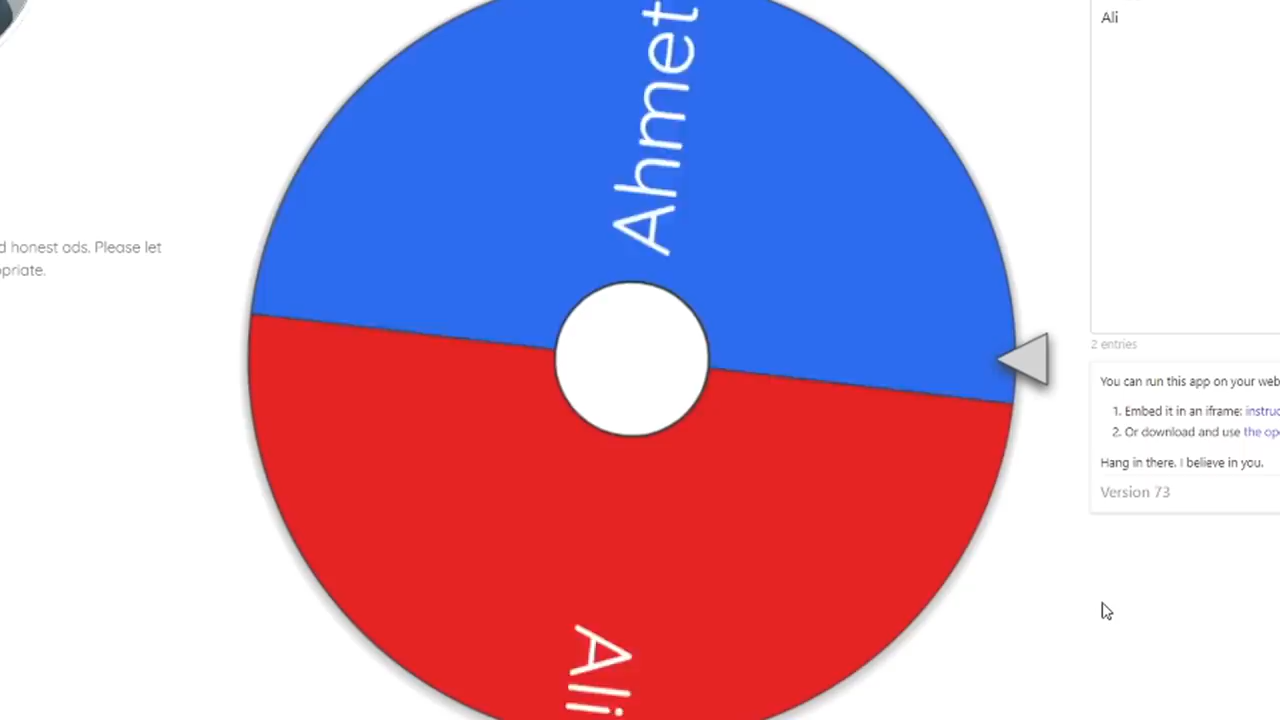 Ahmet
Ali
d honest ads. Please let
opriate.
Ali
2 entries
You can run this app on your web
1. Embed it in an iframe: instruc
2. Or download and use the op
Hang in there. I believe in you.
Version 73